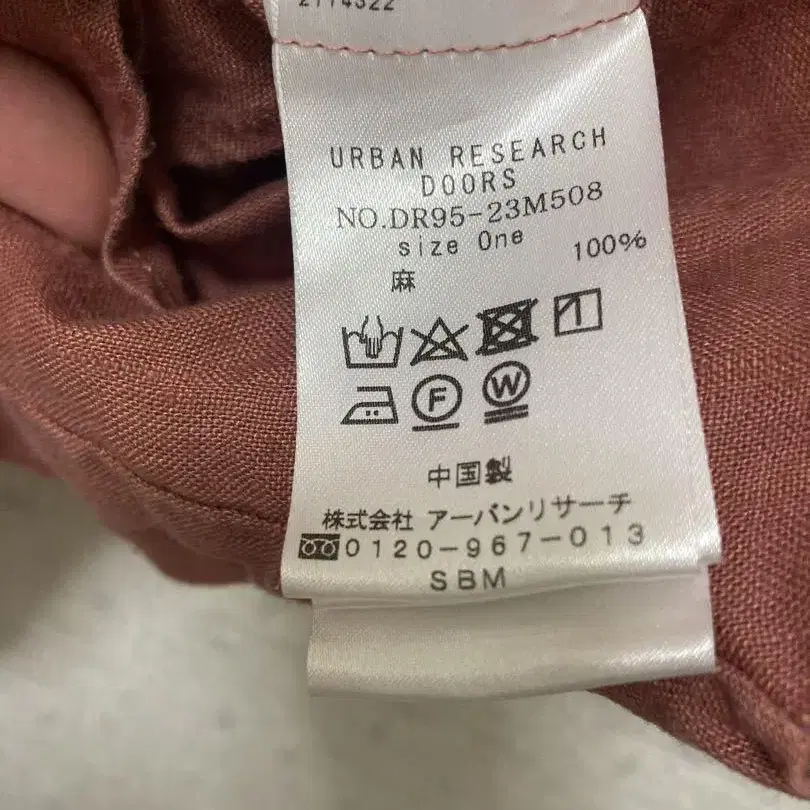 2114322
URBAN RESEARCH
DOORS
NO.DR95-23M508
size One
麻 100%
F W
中国製
株式会社 アーバンリサーチ
0120-967-013
SBM